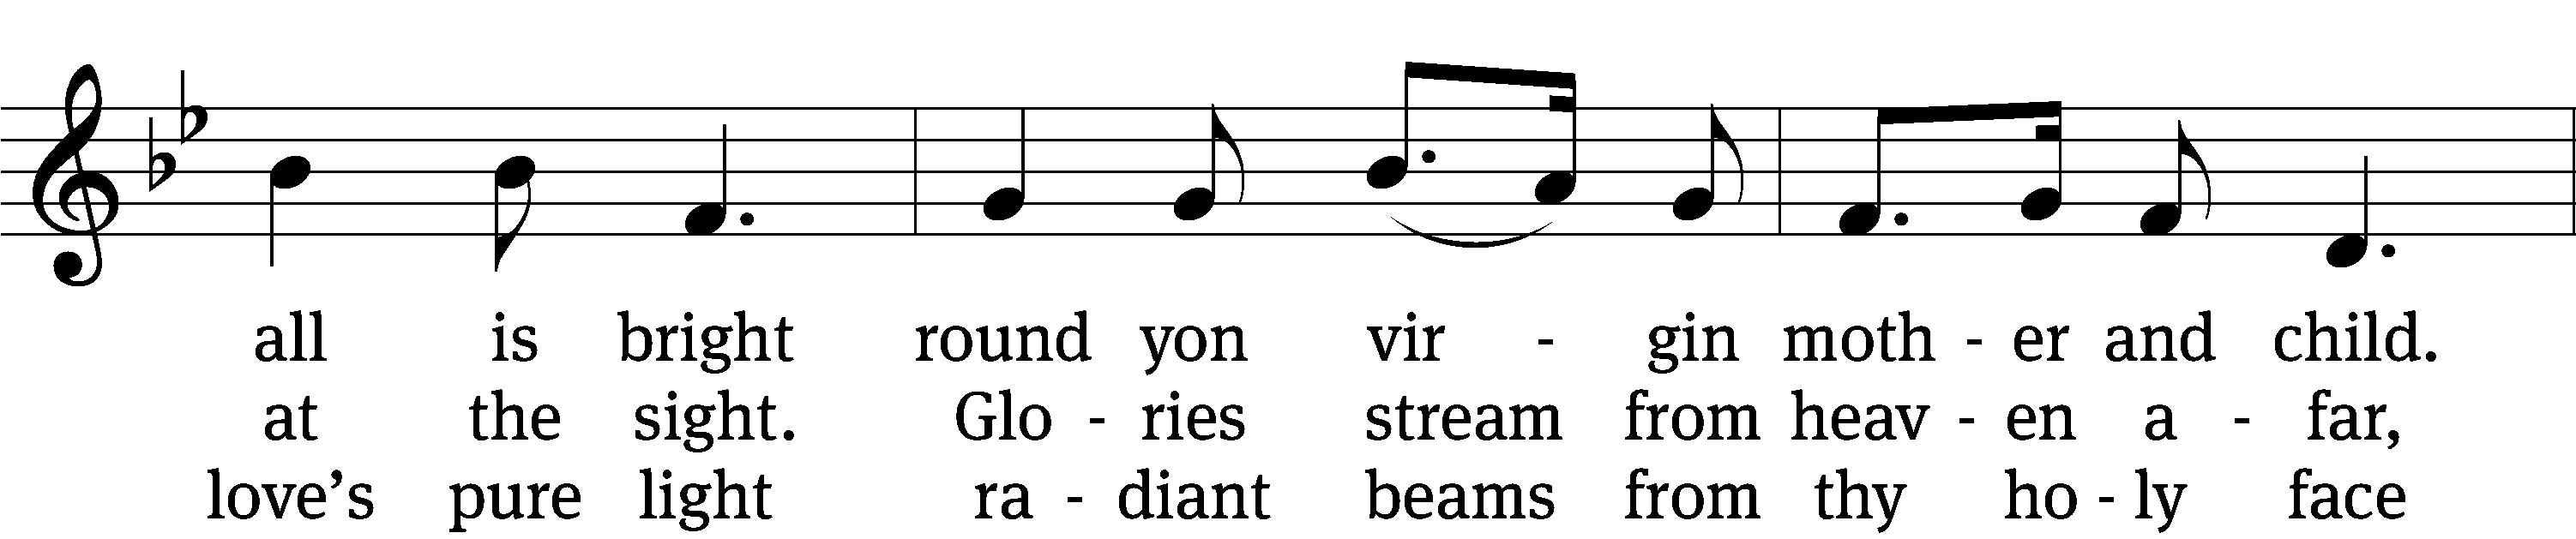 all is bright round yon vir - gin moth - er and child.
at the sight. Glo - ries stream from heav - en a - far,
love’s pure light ra - diant beams from thy ho - ly face